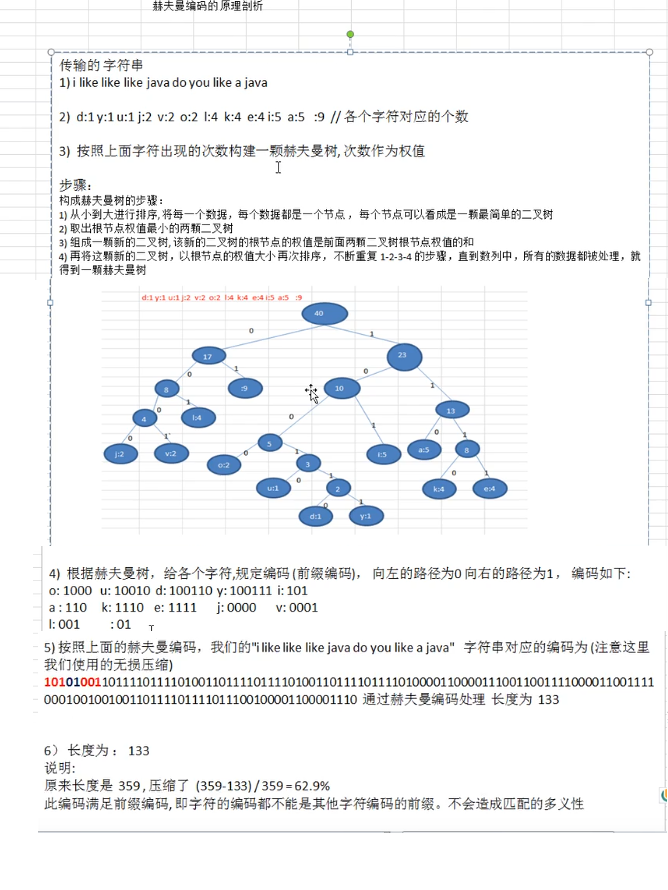 赫夫曼编码的原理剖析
传输的 字符串
1) i like like like java do you like a java
2) d:1 y:1 u:1 j:2 v:2 o:2 l:4 k:4 e:4 i:5 a:5 :9 // 各个字符对应的个数
3) 按照上面字符出现的次数构建一颗赫夫曼树, 次数作为权值
步骤：
构成赫夫曼树的步骤：
1) 从小到大进行排序, 将每一个数据，每个数据都是一个节点 ， 每个节点可以看成是一颗最简单的二叉树
2) 取出根节点权值最小的两颗二叉树
3) 组成一颗新的二叉树, 该新的二叉树的根节点的权值是前面两颗二叉树根节点权值的和
4) 再将这颗新的二叉树，以根节点的权值大小 再次排序， 不断重复 1-2-3-4 的步骤，直到数列中，所有的数据都被处理，就
得到一颗赫夫曼树
d:1 y:1 u:1 j:2 v:2 o:2 l:4 k:4 e:4 i:5 a:5 :9
40
0 1
17 23
0 1 0 1
8 :9 10 13
0 1 0 1 0 1
4 l:4 5 i:5 a:5 8
0 1 0 1 0 1
j:2 v:2 o:2 3 k:4 e:4
0 1
u:1 2
0 1
d:1 y:1
4) 根据赫夫曼树，给各个字符,规定编码 (前缀编码)， 向左的路径为0 向右的路径为1 ， 编码如下:
o: 1000 u: 10010 d: 100110 y: 100111 i: 101
a : 110 k: 1110 e: 1111 j: 0000 v: 0001
l: 001 : 01
5) 按照上面的赫夫曼编码，我们的"i like like like java do you like a java" 字符串对应的编码为 (注意这里
我们使用的无损压缩)
1010100110111101111010011011110111101001101111011110100001100001110011001111000011001111
000100100100110111101111011100100001100001110 通过赫夫曼编码处理 长度为 133
6） 长度为 ： 133
说明:
原来长度是 359 , 压缩了 (359-133) / 359 = 62.9%
此编码满足前缀编码, 即字符的编码都不能是其他字符编码的前缀。不会造成匹配的多义性